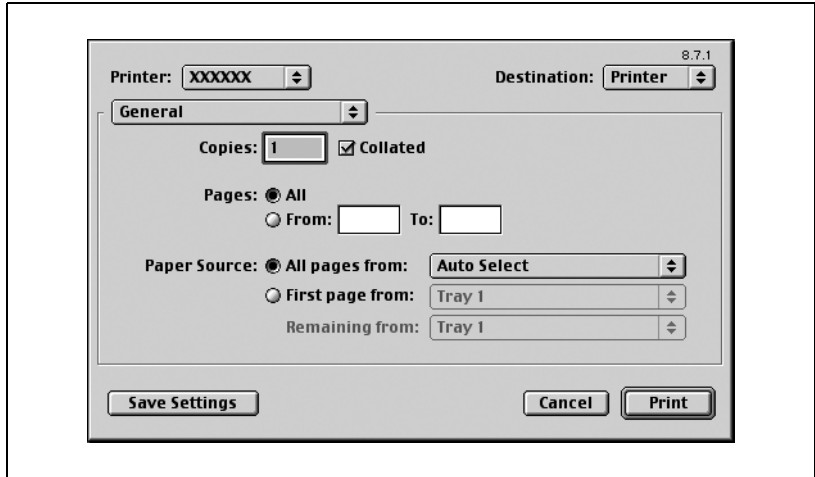 8.7.1
Printer: XXXXXX Destination: Printer
General
Copies: 1 Collated
Pages: All
From: To:
Paper Source: All pages from: Auto Select
First page from: Tray 1
Remaining from: Tray 1
Save Settings Cancel Print